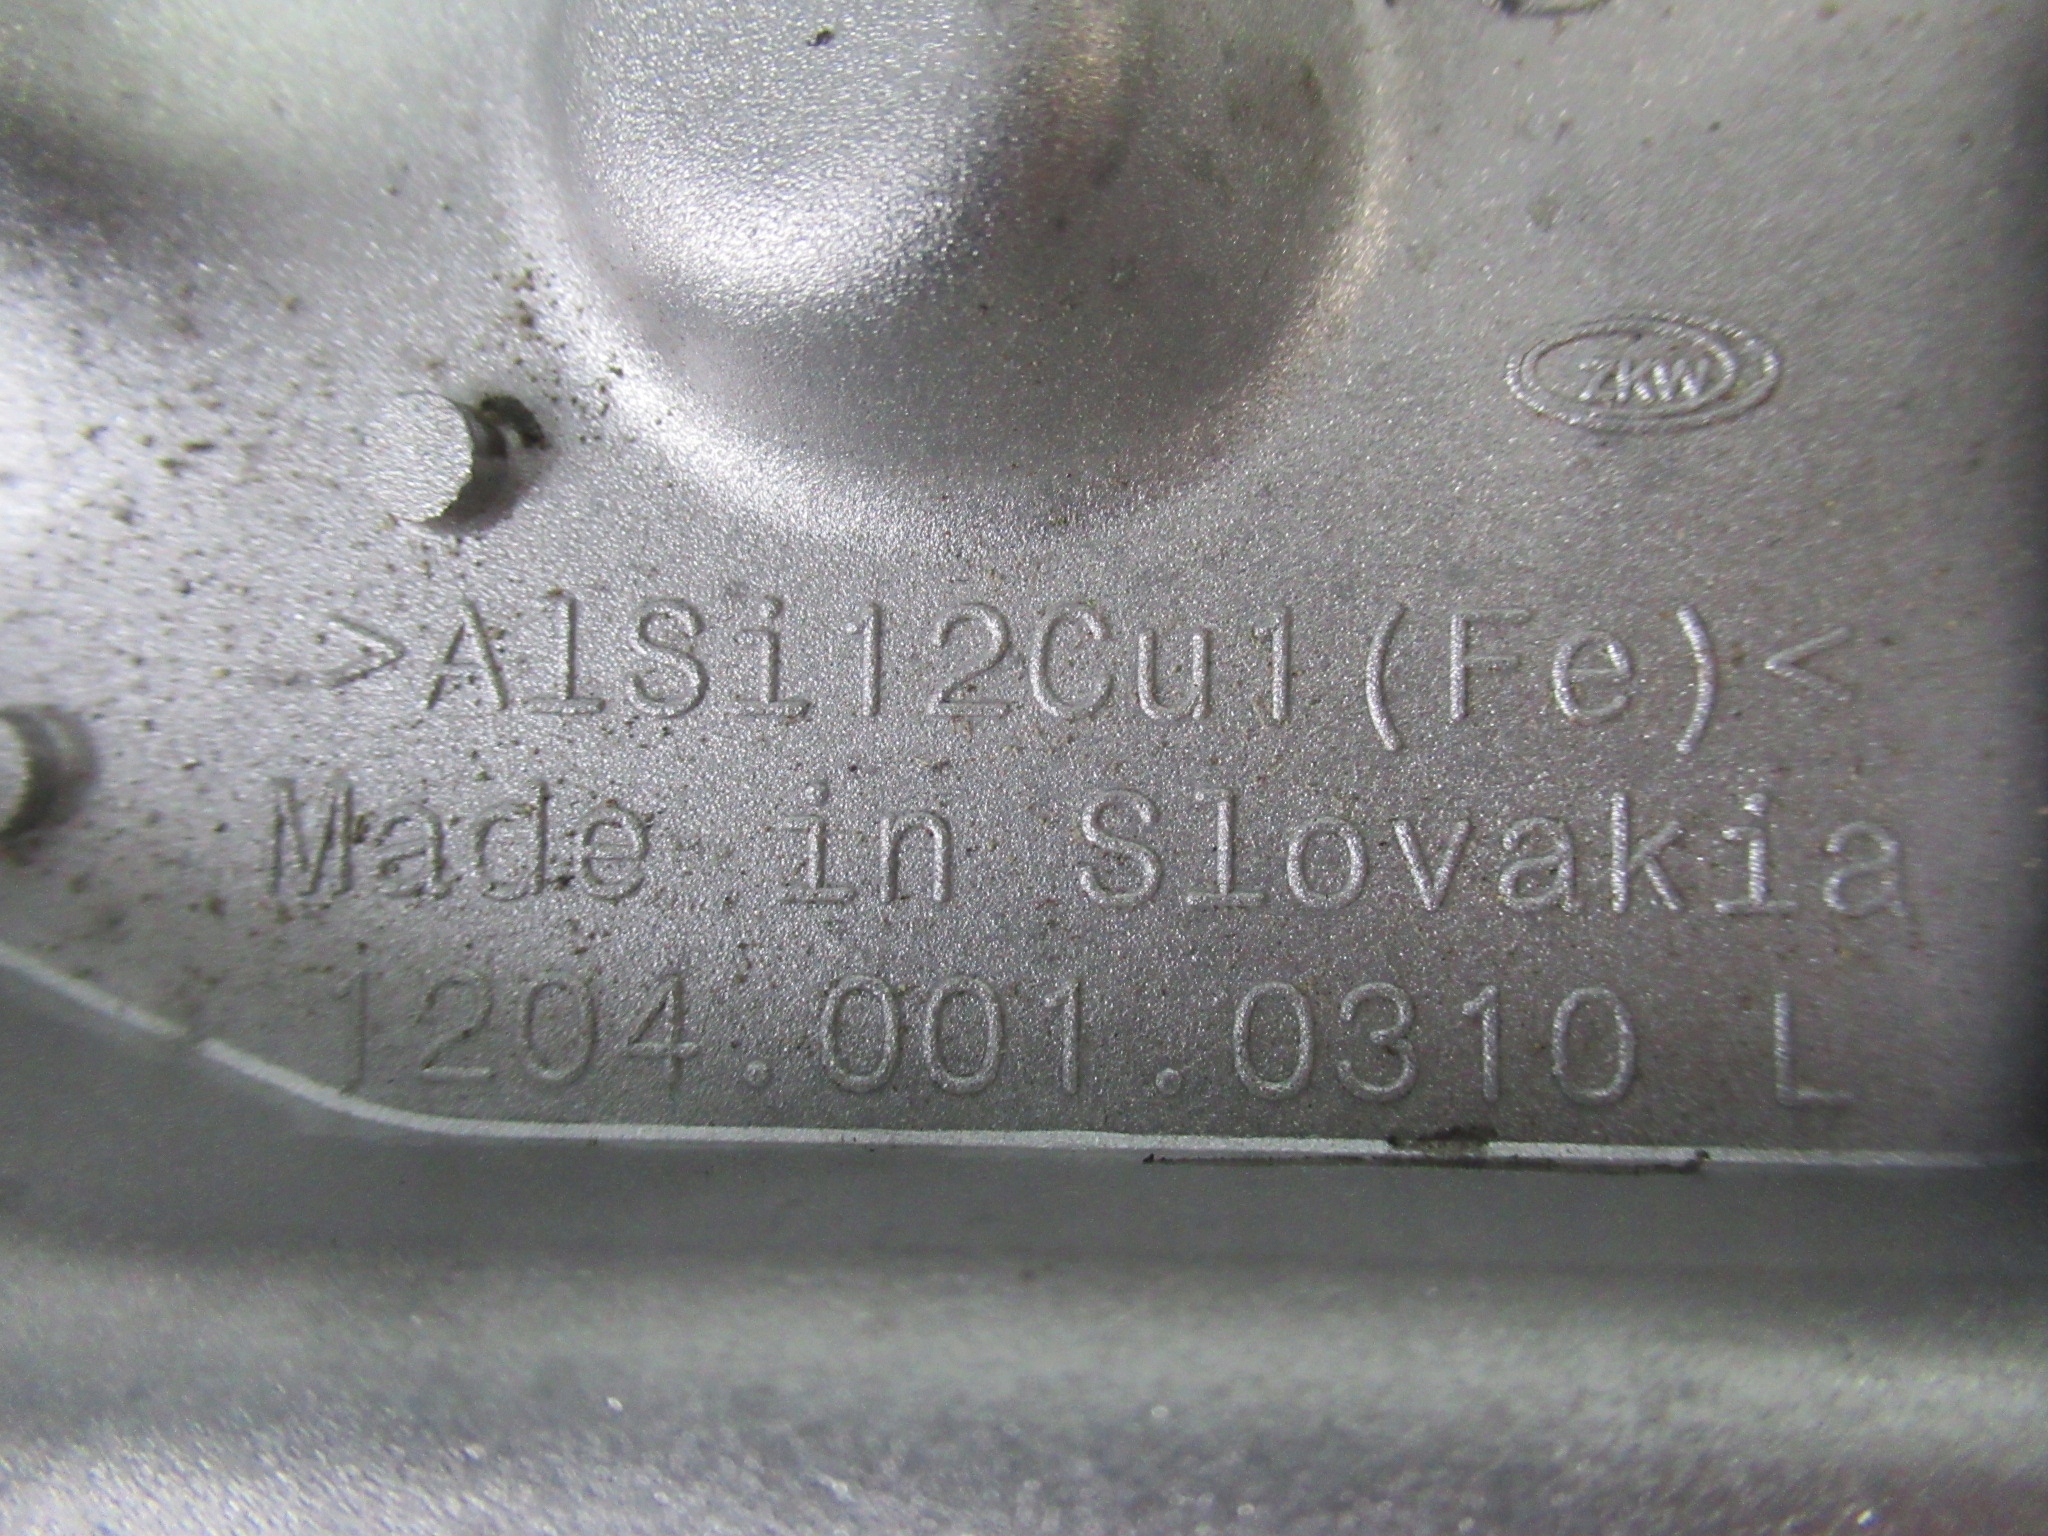 ZKW
>AlSi12Cu1(Fe)<
Made in Slovakia
1204.001.0310 L